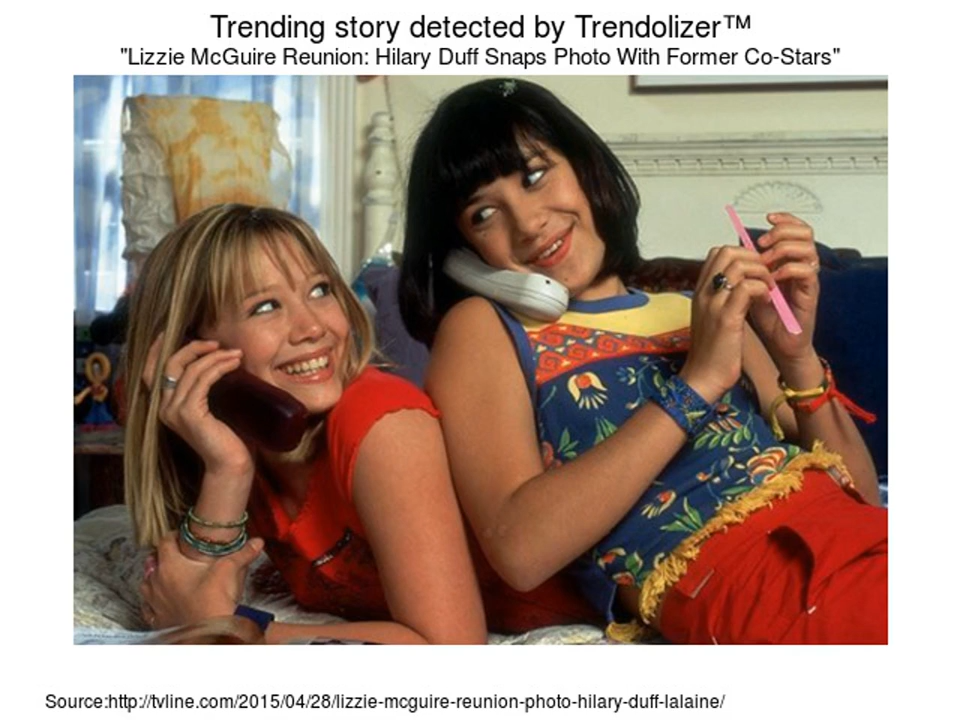 Trending story detected by Trendolizer™
"Lizzie McGuire Reunion: Hilary Duff Snaps Photo With Former Co-Stars"
Source:http://tvline.com/2015/04/28/lizzie-mcguire-reunion-photo-hilary-duff-lalaine/